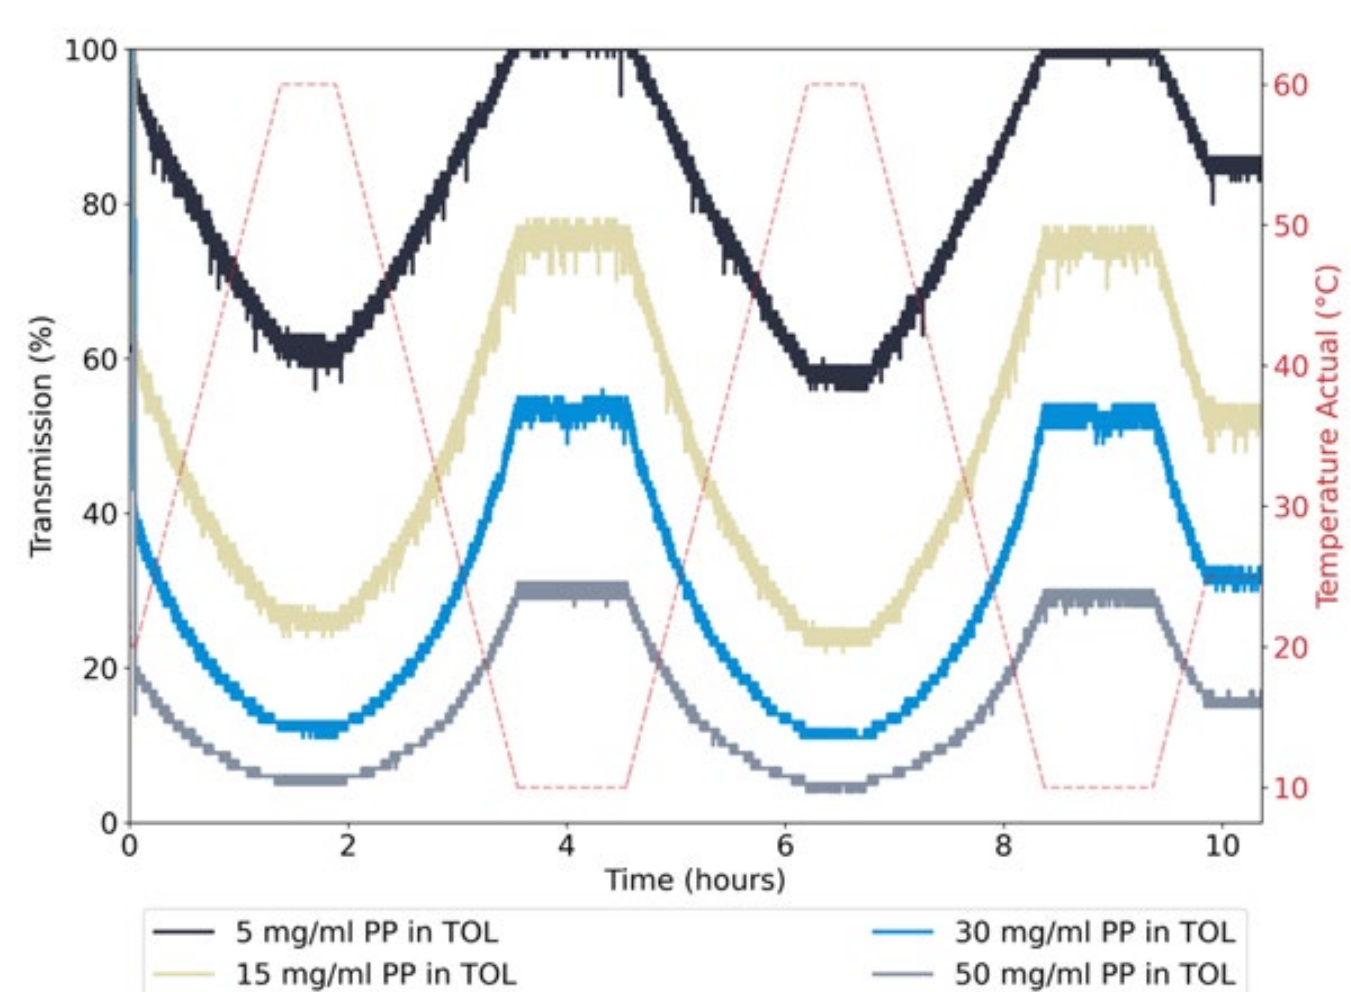 100
80
60
40
20
0
Transmission (%)
60
50
40
30
20
10
Temperature Actual (°C)
0 2 4 6 8 10
Time (hours)
5 mg/ml PP in TOL
15 mg/ml PP in TOL
30 mg/ml PP in TOL
50 mg/ml PP in TOL